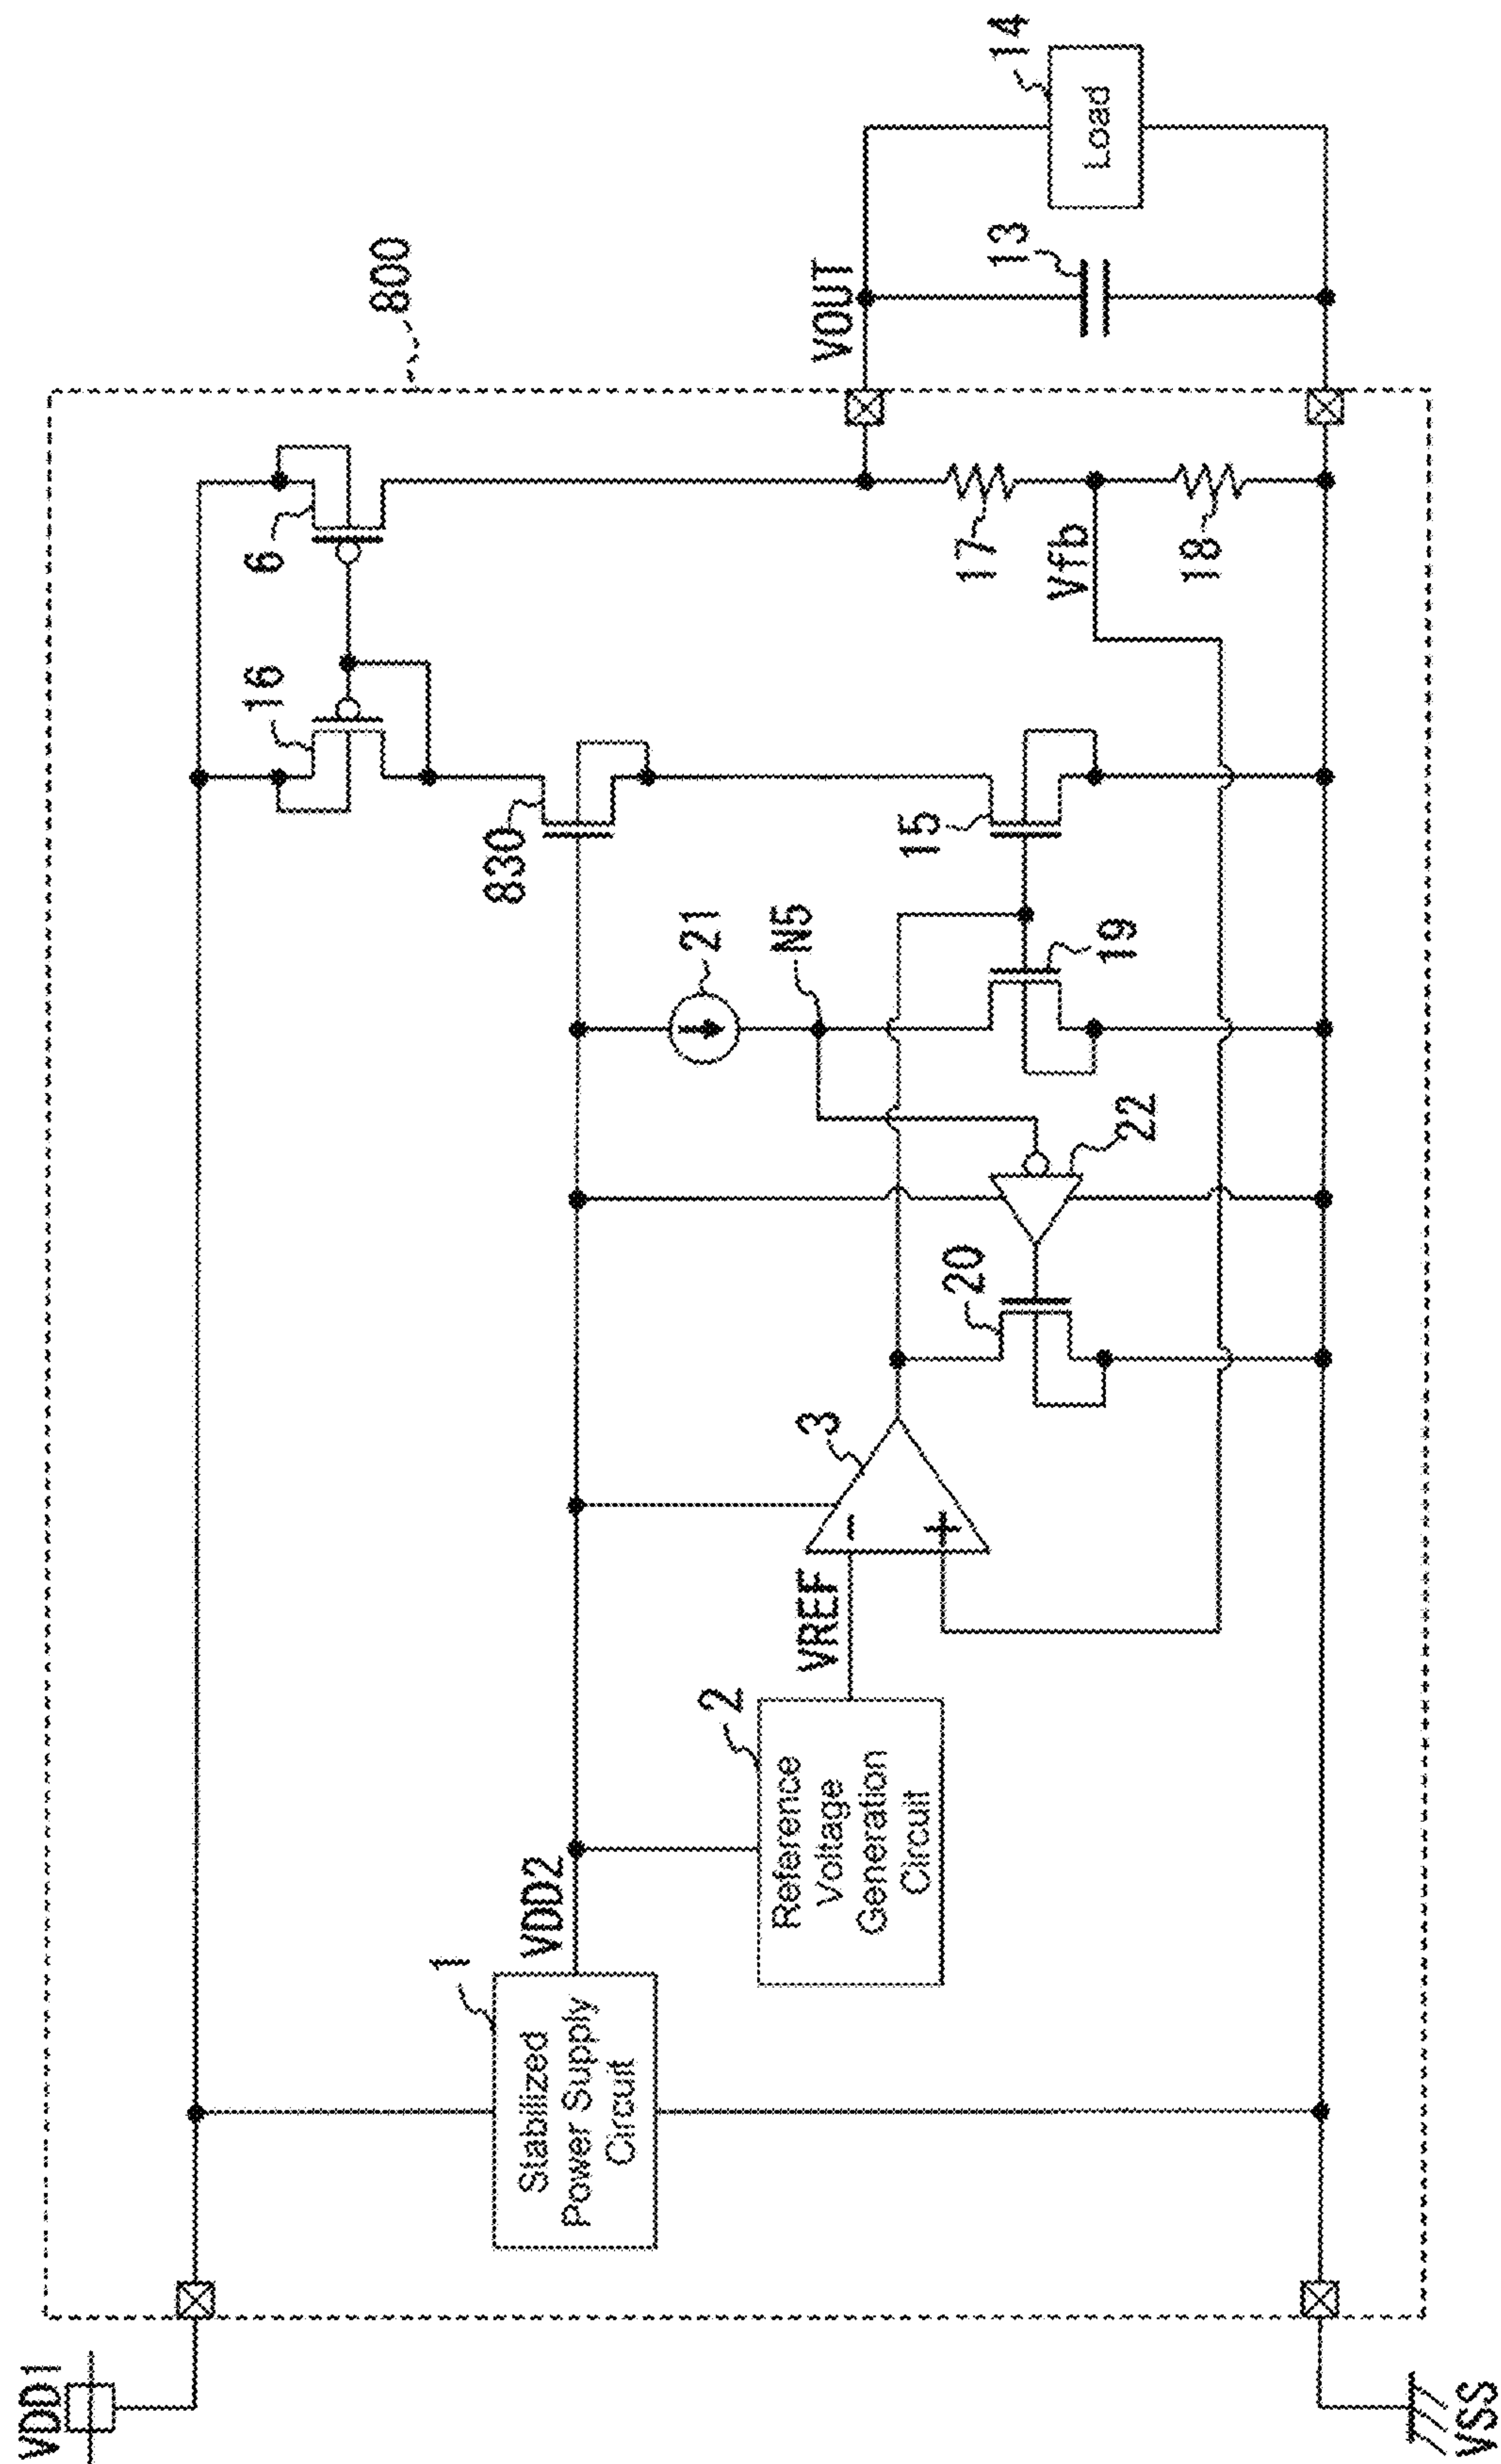 800
VDD1
1
Stabilized
Power Supply
Circuit
VDD2
2
Reference
Voltage
Generation
Circuit
VREF
3
-
+
20
22
N5
21
19
15
830
16
6
17
Vfb
18
VOUT
13
14
Load
VSS